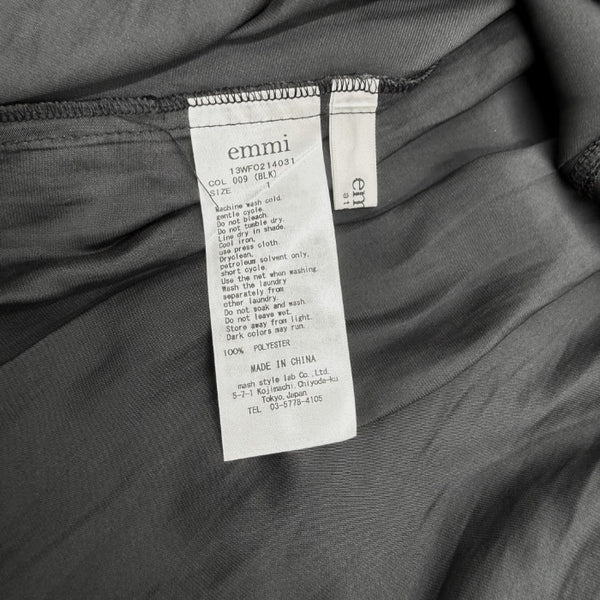 emmi
13WFO214031
COL 009 (BLK)
SIZE 1
Machine wash cold.
gentle cycle.
Do not bleach.
Do not tumble dry.
Line dry in shade.
Cool iron,
use press cloth.
Dryclean,
petroleum solvent only,
short cycle.
Use the net when washing.
Wash the laundry
separately from
other laundry.
Do not soak and wash.
Do not leave wet.
Store away from light.
Dark colors may run.
100% POLYESTER
MADE IN CHINA
mash style lab Co.,Ltd.
5-7-1 Kojimachi Chiyoda-ku
Tokyo,Japan
TEL 03-5778-4105
em
at